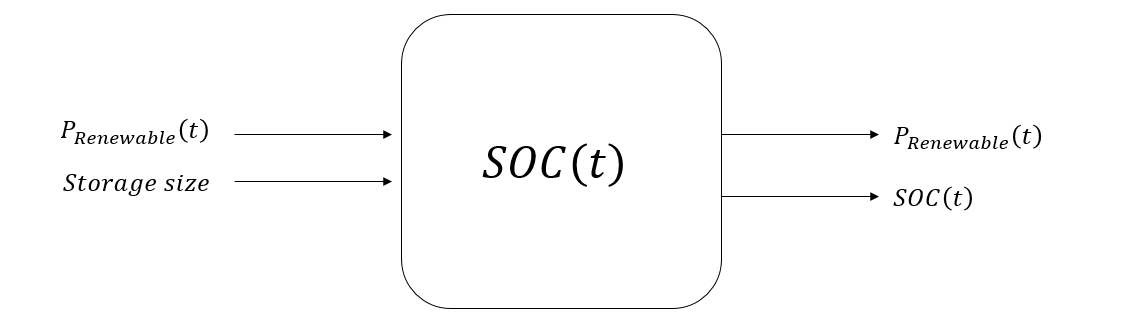 P_Renewable(t)
Storage size
SOC(t)
P_Renewable(t)
SOC(t)